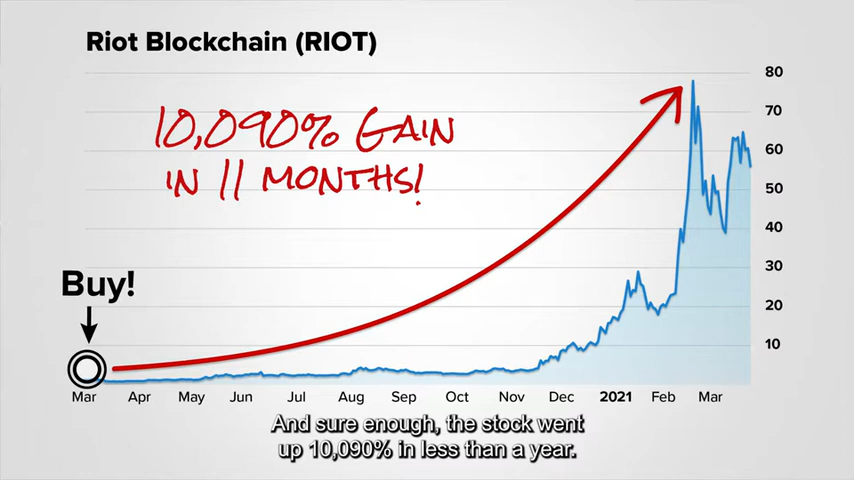 Riot Blockchain (RIOT)
10,090% GAIN
IN 11 MONTHS!
80
70
60
50
40
30
20
10
Buy!
Mar Apr May Jun Jul Aug Sep Oct Nov Dec 2021 Feb Mar
And sure enough, the stock went
up 10,090% in less than a year.